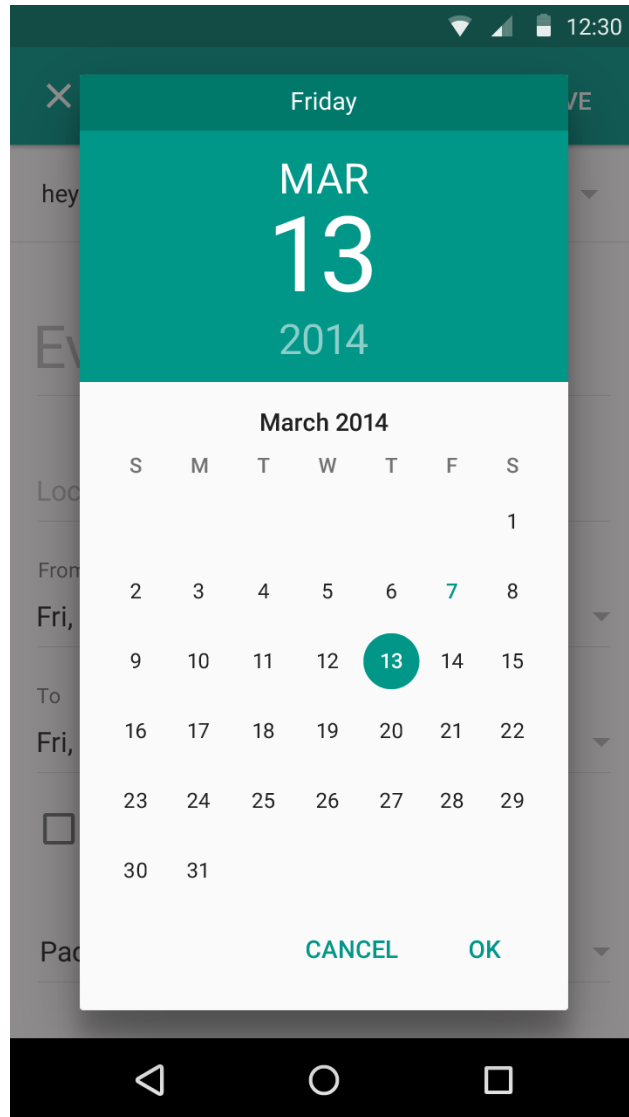 12:30
Friday
VE
hey
MAR
13
2014
Ev
March 2014
S M T W T F S
1
Loc
2 3 4 5 6 7 8
From
Fri,
9 10 11 12 13 14 15
To
16 17 18 19 20 21 22
Fri,
23 24 25 26 27 28 29
30 31
CANCEL OK
Pac